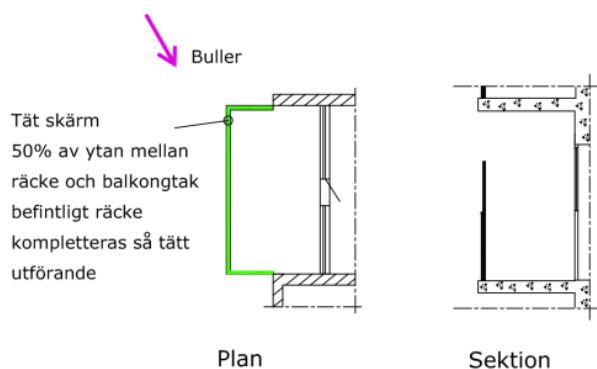 Buller
Tät skärm
50% av ytan mellan
räcke och balkongtak
befintligt räcke
kompletteras så tätt
utförande
Plan
Sektion